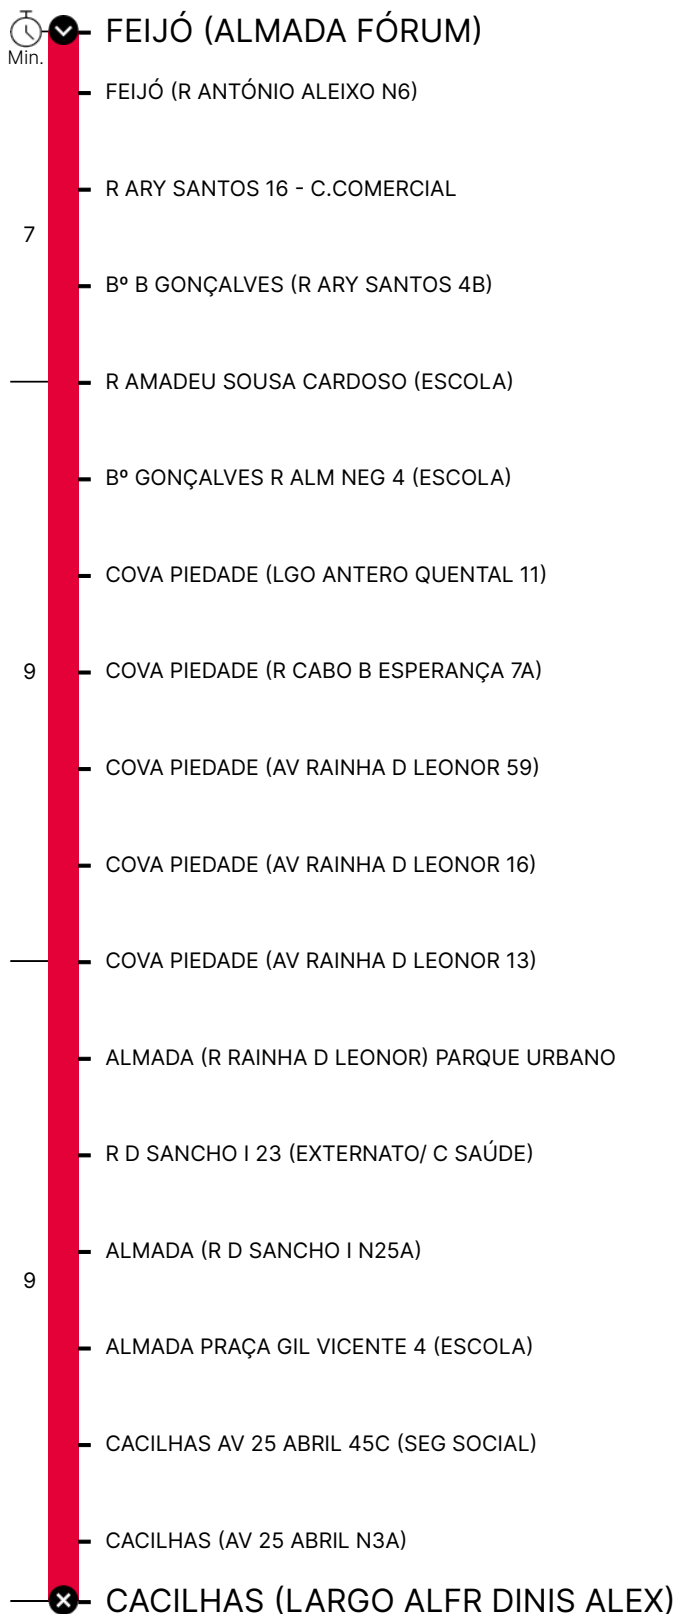 FEIJÓ (ALMADA FÓRUM)
Min.
FEIJÓ (R ANTÓNIO ALEIXO N6)
R ARY SANTOS 16 - C.COMERCIAL
7
Bº B GONÇALVES (R ARY SANTOS 4B)
R AMADEU SOUSA CARDOSO (ESCOLA)
Bº GONÇALVES R ALM NEG 4 (ESCOLA)
COVA PIEDADE (LGO ANTERO QUENTAL 11)
9 COVA PIEDADE (R CABO B ESPERANÇA 7A)
COVA PIEDADE (AV RAINHA D LEONOR 59)
COVA PIEDADE (AV RAINHA D LEONOR 16)
COVA PIEDADE (AV RAINHA D LEONOR 13)
ALMADA (R RAINHA D LEONOR) PARQUE URBANO
R D SANCHO I 23 (EXTERNATO/ C SAÚDE)
ALMADA (R D SANCHO I N25A)
9
ALMADA PRAÇA GIL VICENTE 4 (ESCOLA)
CACILHAS AV 25 ABRIL 45C (SEG SOCIAL)
CACILHAS (AV 25 ABRIL N3A)
CACILHAS (LARGO ALFR DINIS ALEX)